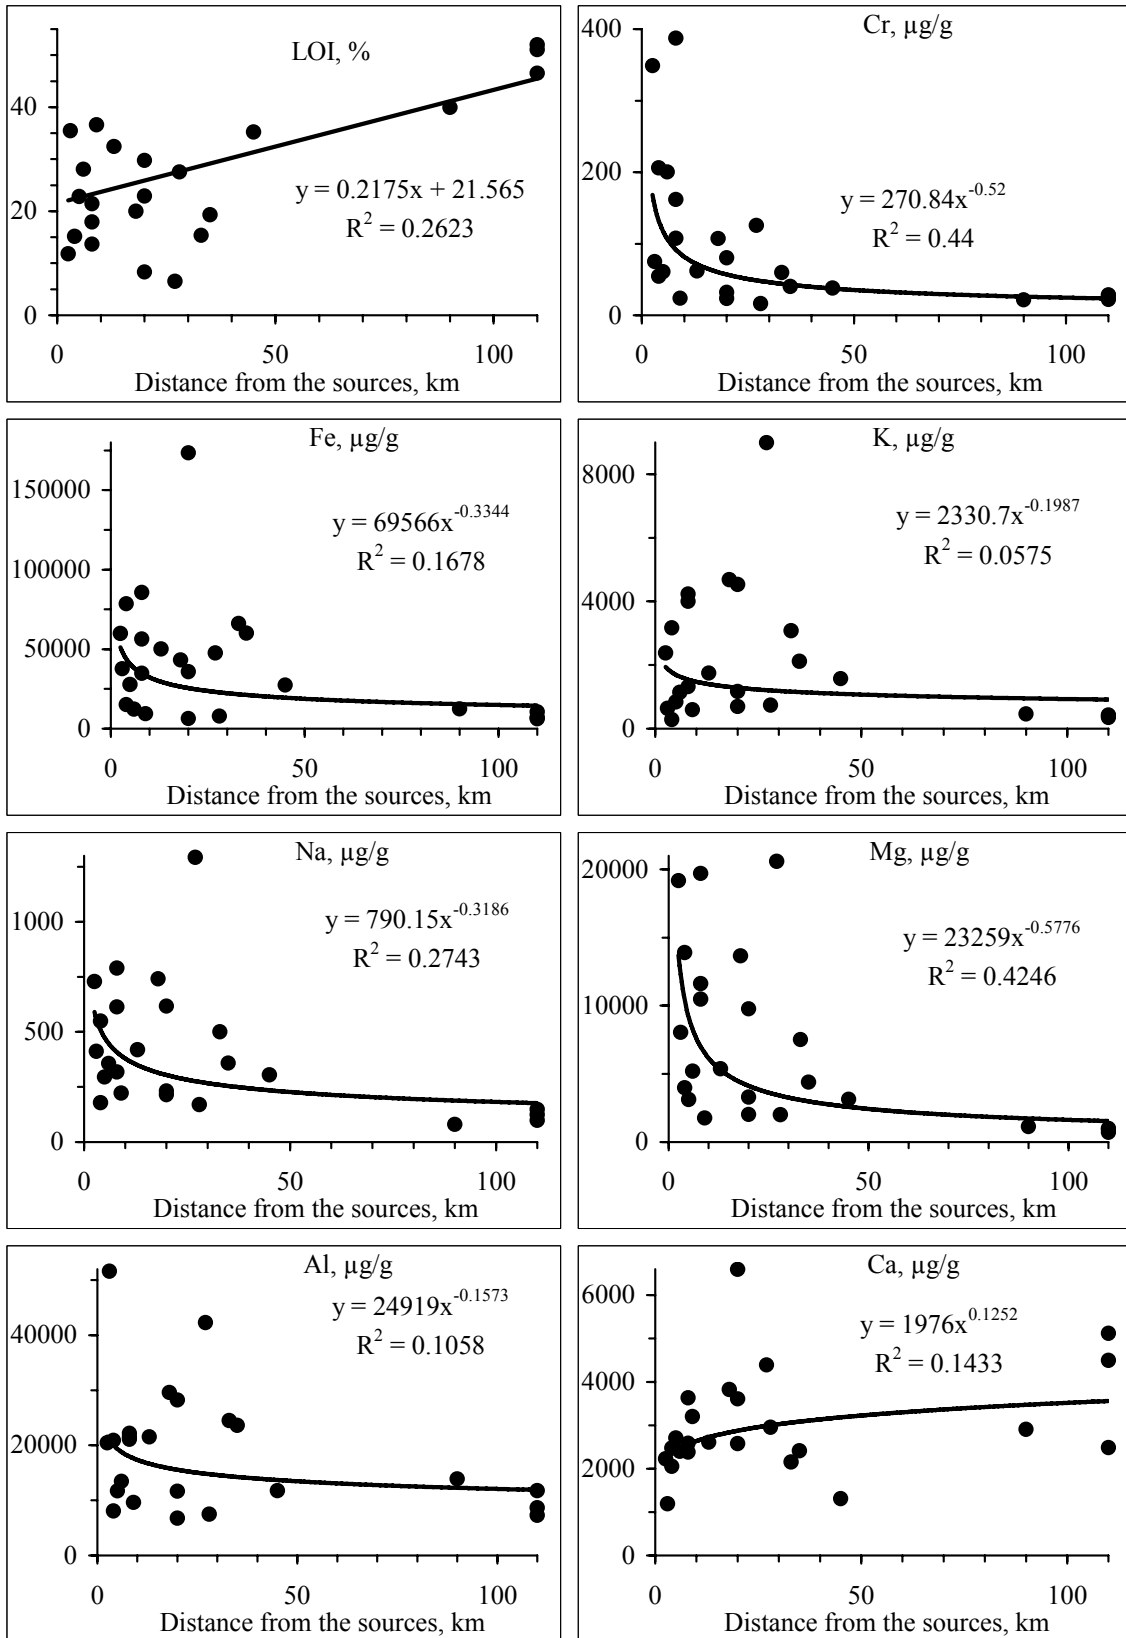 LOI, %
40
20
0
y = 0.2175x + 21.565
R² = 0.2623
0 50 100
Distance from the sources, km
Cr, µg/g
400
200
0
y = 270.84x^-0.52
R² = 0.44
0 50 100
Distance from the sources, km
Fe, µg/g
150000
100000
50000
0
y = 69566x^-0.3344
R² = 0.1678
0 50 100
Distance from the sources, km
K, µg/g
8000
4000
0
y = 2330.7x^-0.1987
R² = 0.0575
0 50 100
Distance from the sources, km
Na, µg/g
1000
500
0
y = 790.15x^-0.3186
R² = 0.2743
0 50 100
Distance from the sources, km
Mg, µg/g
20000
10000
0
y = 23259x^-0.5776
R² = 0.4246
0 50 100
Distance from the sources, km
Al, µg/g
40000
20000
0
y = 24919x^-0.1573
R² = 0.1058
0 50 100
Distance from the sources, km
Ca, µg/g
6000
4000
2000
0
y = 1976x^0.1252
R² = 0.1433
0 50 100
Distance from the sources, km